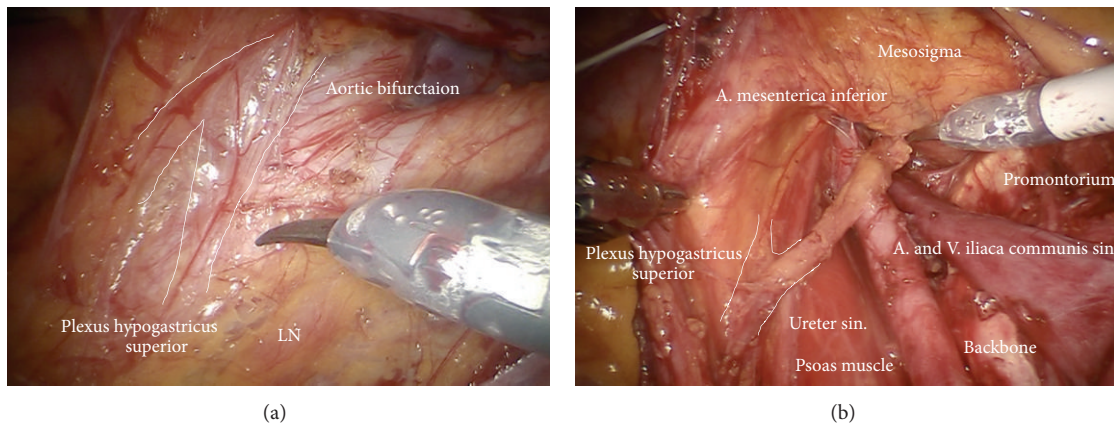 Aortic bifurctaion
Plexus hypogastricus
superior
LN
(a)
Mesosigma
A. mesenterica inferior
Promontorium
Plexus hypogastricus
superior
A. and V. iliaca communis sin.
Ureter sin.
Psoas muscle
Backbone
(b)